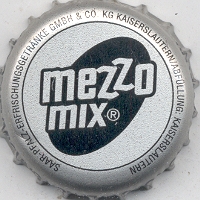 mezzo
mix®
SAAR-PFALZ ERFRISCHUNGSGETRÄNKE GMBH & CO. KG KAISERSLAUTERN/ABFÜLLUNG KAISERSLAUTERN